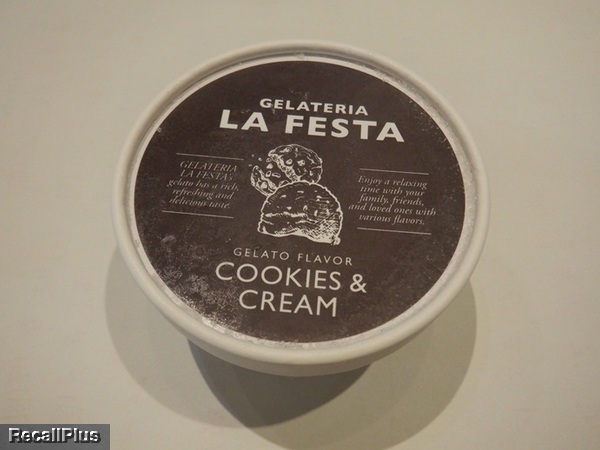 GELATERIA
LA FESTA
GELATERIA
LA FESTA's
gelato has a rich,
refreshing and
delicious taste
Enjoy a relaxing
time with your
family, friends,
and loved ones with
various flavors.
GELATO FLAVOR
COOKIES &
CREAM
RecallPlus